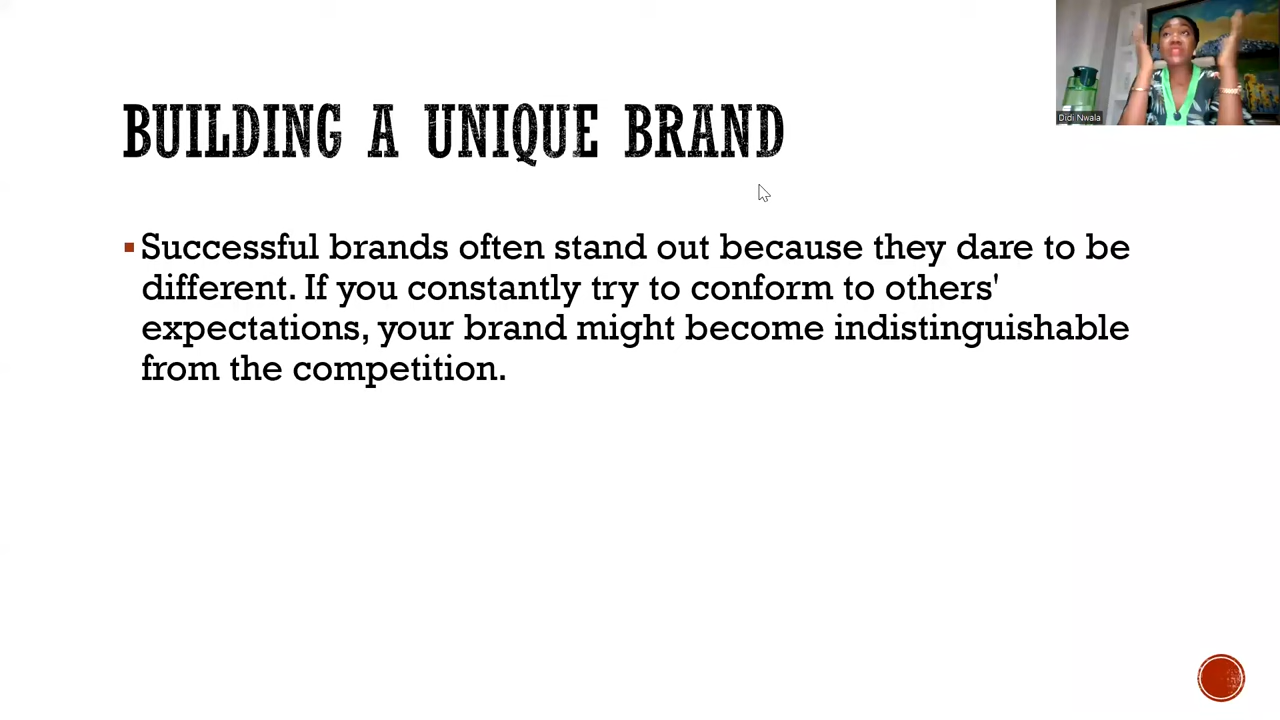 Didi Nwala
BUILDING A UNIQUE BRAND
Successful brands often stand out because they dare to be
different. If you constantly try to conform to others'
expectations, your brand might become indistinguishable
from the competition.